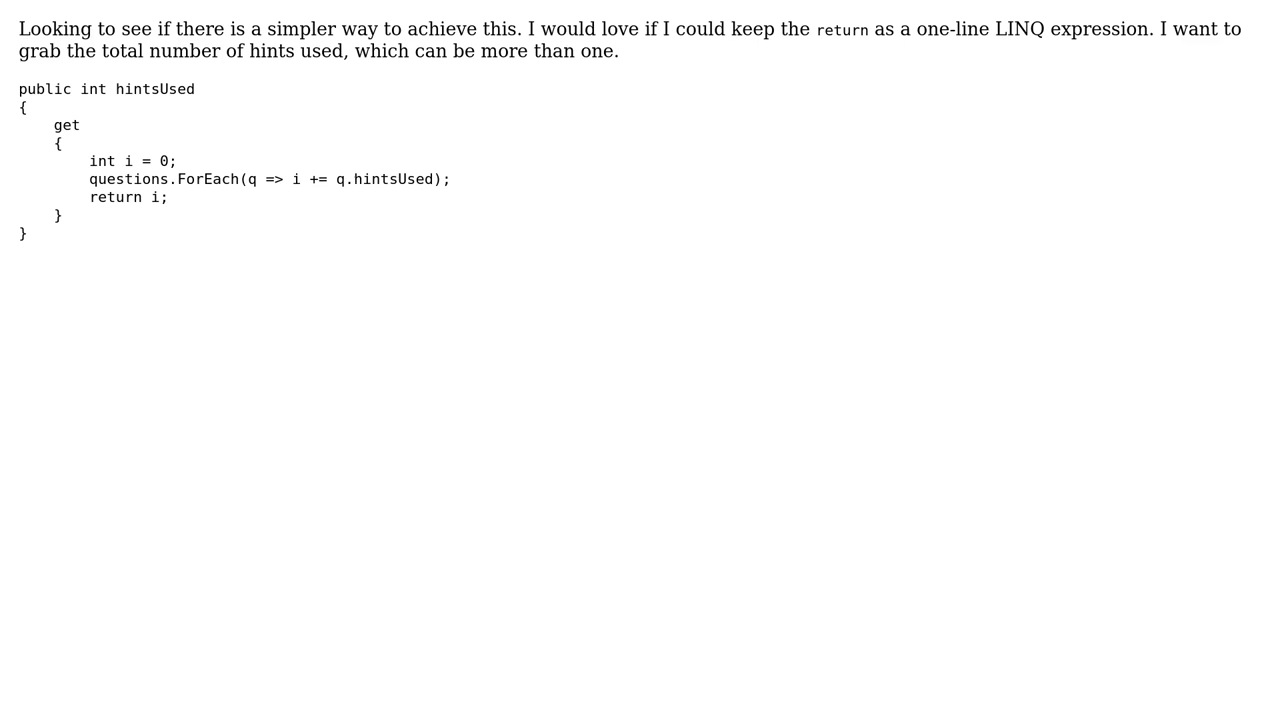 Looking to see if there is a simpler way to achieve this. I would love if I could keep the return as a one-line LINQ expression. I want to
grab the total number of hints used, which can be more than one.
public int hintsUsed
{
    get
    {
        int i = 0;
        questions.ForEach(q => i += q.hintsUsed);
        return i;
    }
}